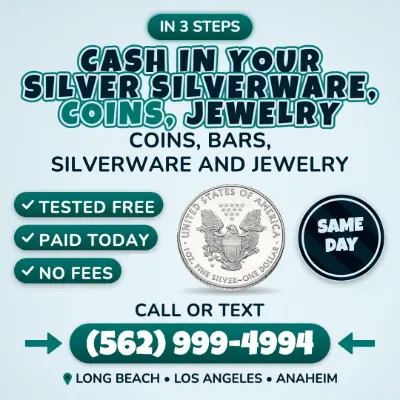 IN 3 STEPS
CASH IN YOUR
SILVER SILVERWARE,
COINS, JEWELRY
COINS, BARS,
SILVERWARE AND JEWELRY
TESTED FREE
PAID TODAY
NO FEES
UNITED STATES OF AMERICA
1 OZ. FINE SILVER~ONE DOLLAR
SAME
DAY
CALL OR TEXT
(562) 999-4994
LONG BEACH • LOS ANGELES • ANAHEIM